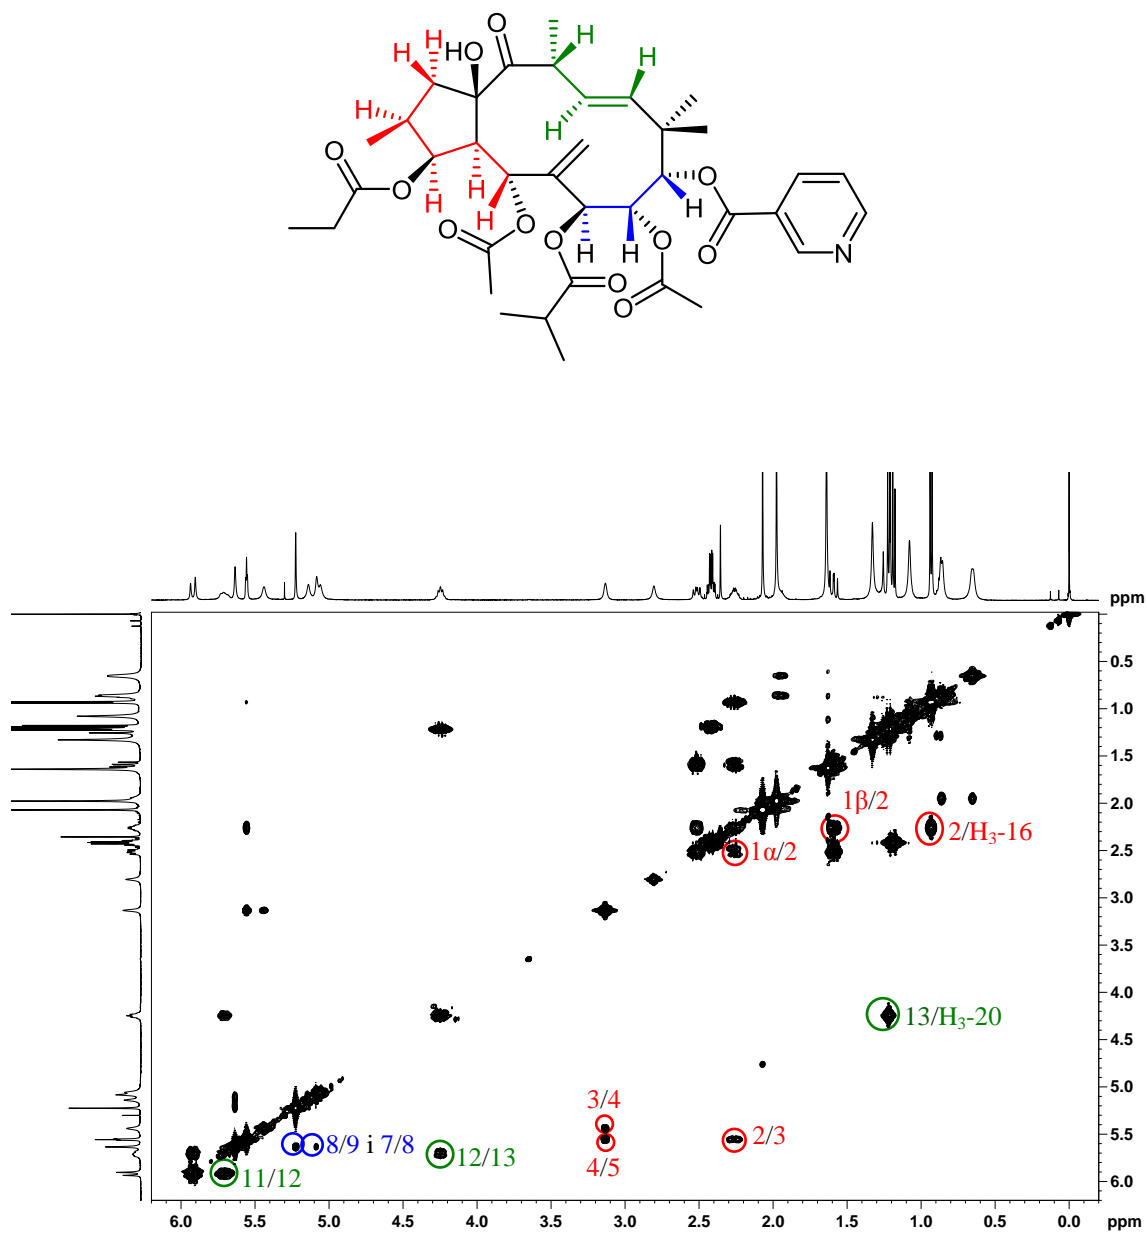 O
H
H
HO
H
H
H
O
H
O
H
H
O
O
H
H
H
O
O
O
O
O
O
N
ppm
0.5
1.0
1.5
1β/2
2.0
2/H₃-16
1α/2
2.5
3.0
3.5
4.0
13/H₃-20
4.5
5.0
3/4
8/9 i 7/8
12/13
2/3
5.5
4/5
11/12
6.0
6.0 5.5 5.0 4.5 4.0 3.5 3.0 2.5 2.0 1.5 1.0 0.5 0.0 ppm